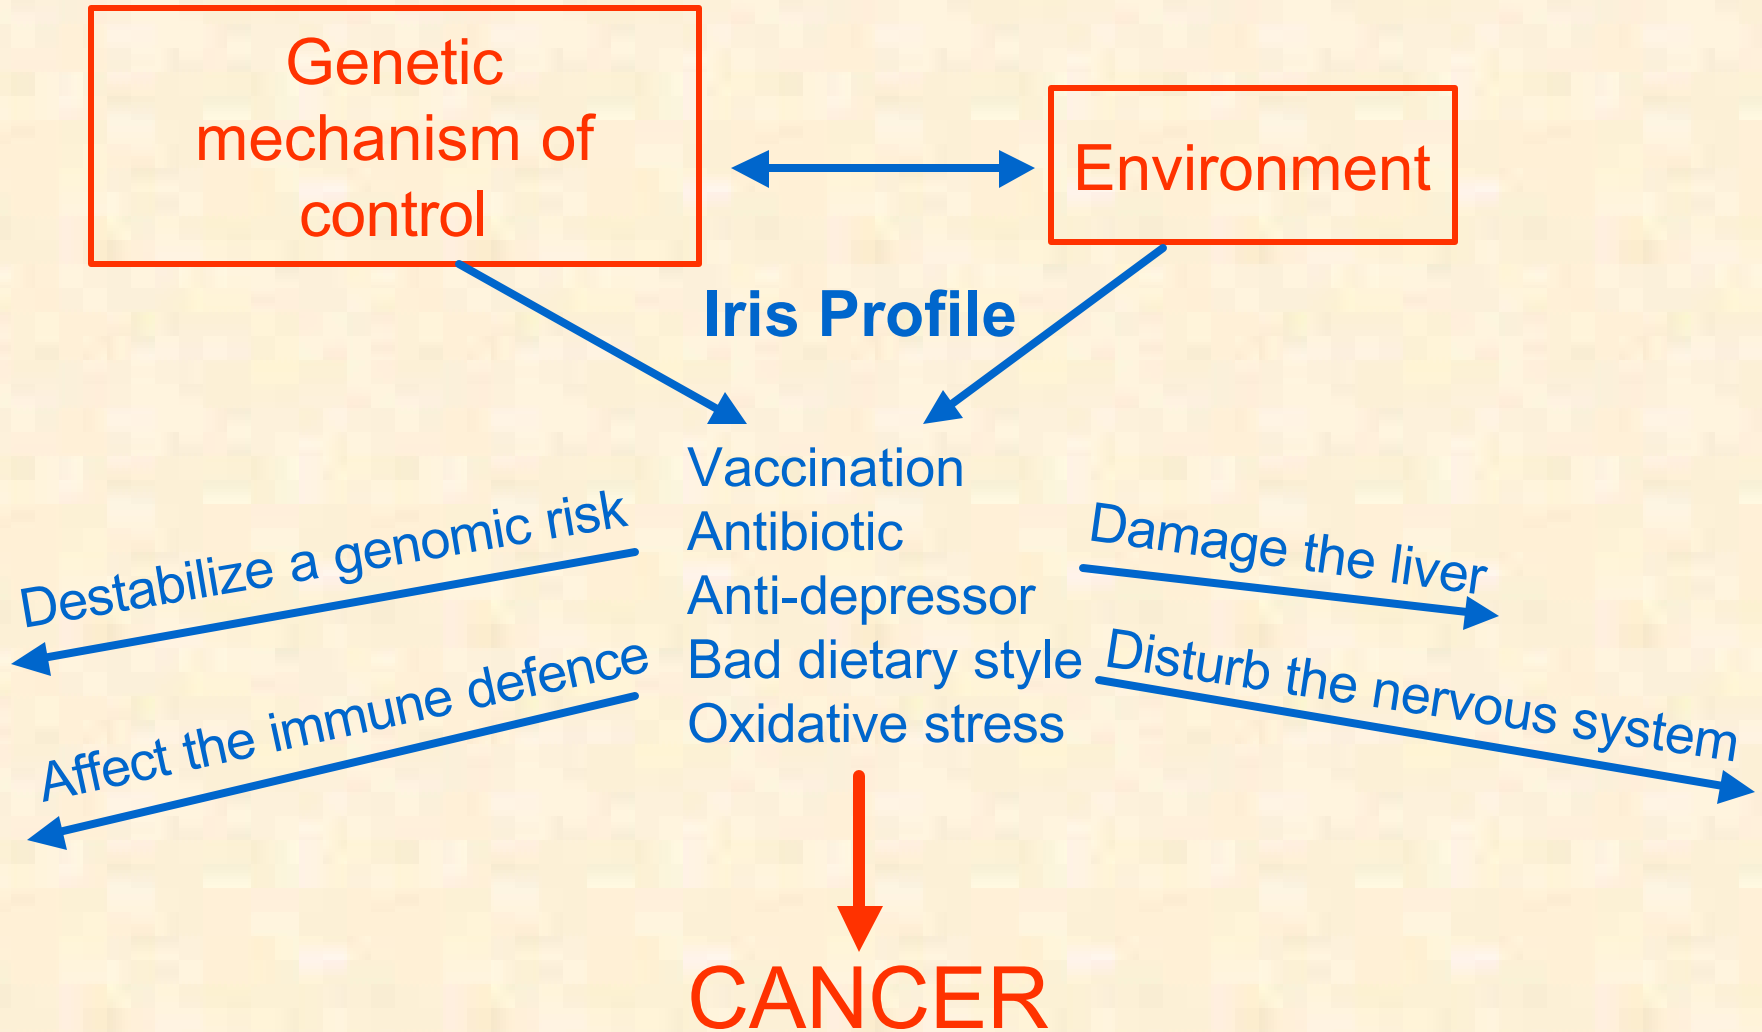 Genetic
mechanism of
control
Environment
Iris Profile
Vaccination
Antibiotic
Anti-depressor
Bad dietary style
Oxidative stress
Destabilize a genomic risk
Affect the immune defence
Damage the liver
Disturb the nervous system
CANCER